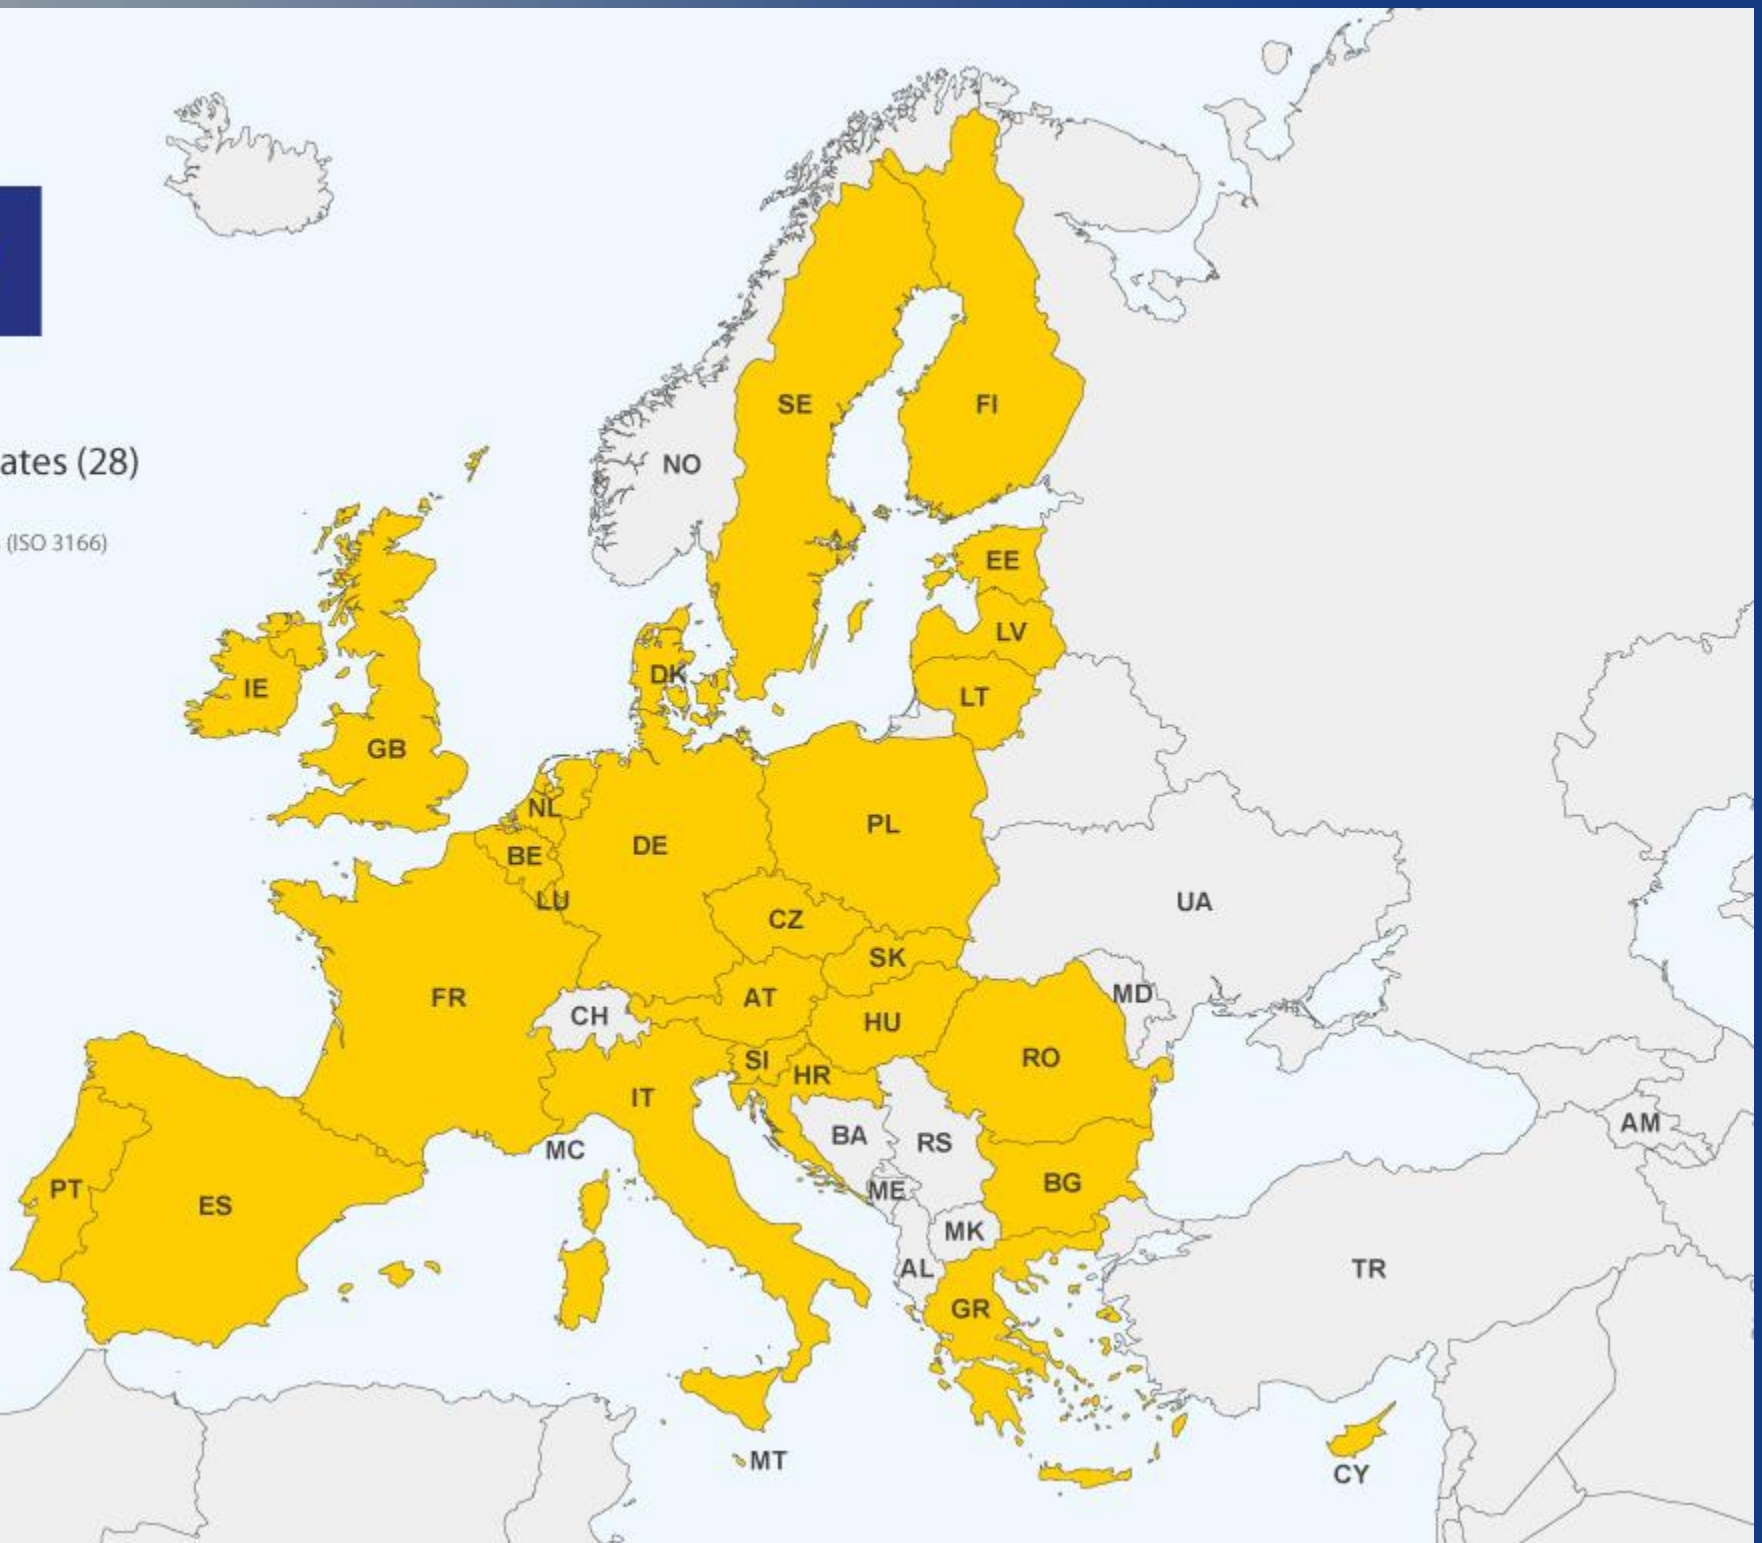 ates (28)
(ISO 3166)
SE
FI
NO
EE
LV
LT
DK
IE
GB
NL
BE
LU
DE
PL
CZ
SK
UA
FR
CH
AT
HU
MD
SI
HR
RO
IT
MC
BA
RS
ME
BG
PT
ES
MK
AL
GR
TR
AM
MT
CY